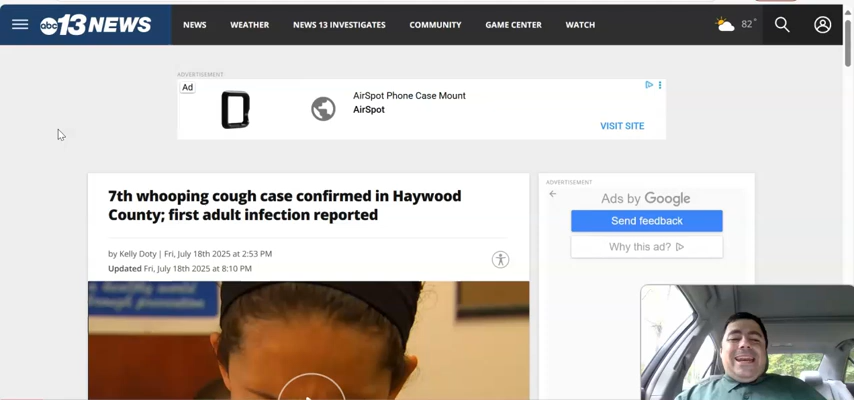 abc 13 NEWS
NEWS
WEATHER
NEWS 13 INVESTIGATES
COMMUNITY
GAME CENTER
WATCH
82°
ADVERTISEMENT
Ad
AirSpot Phone Case Mount
AirSpot
VISIT SITE
7th whooping cough case confirmed in Haywood
County; first adult infection reported
by Kelly Doty | Fri, July 18th 2025 at 2:53 PM
Updated Fri, July 18th 2025 at 8:10 PM
ADVERTISEMENT
Ads by Google
Send feedback
Why this ad?